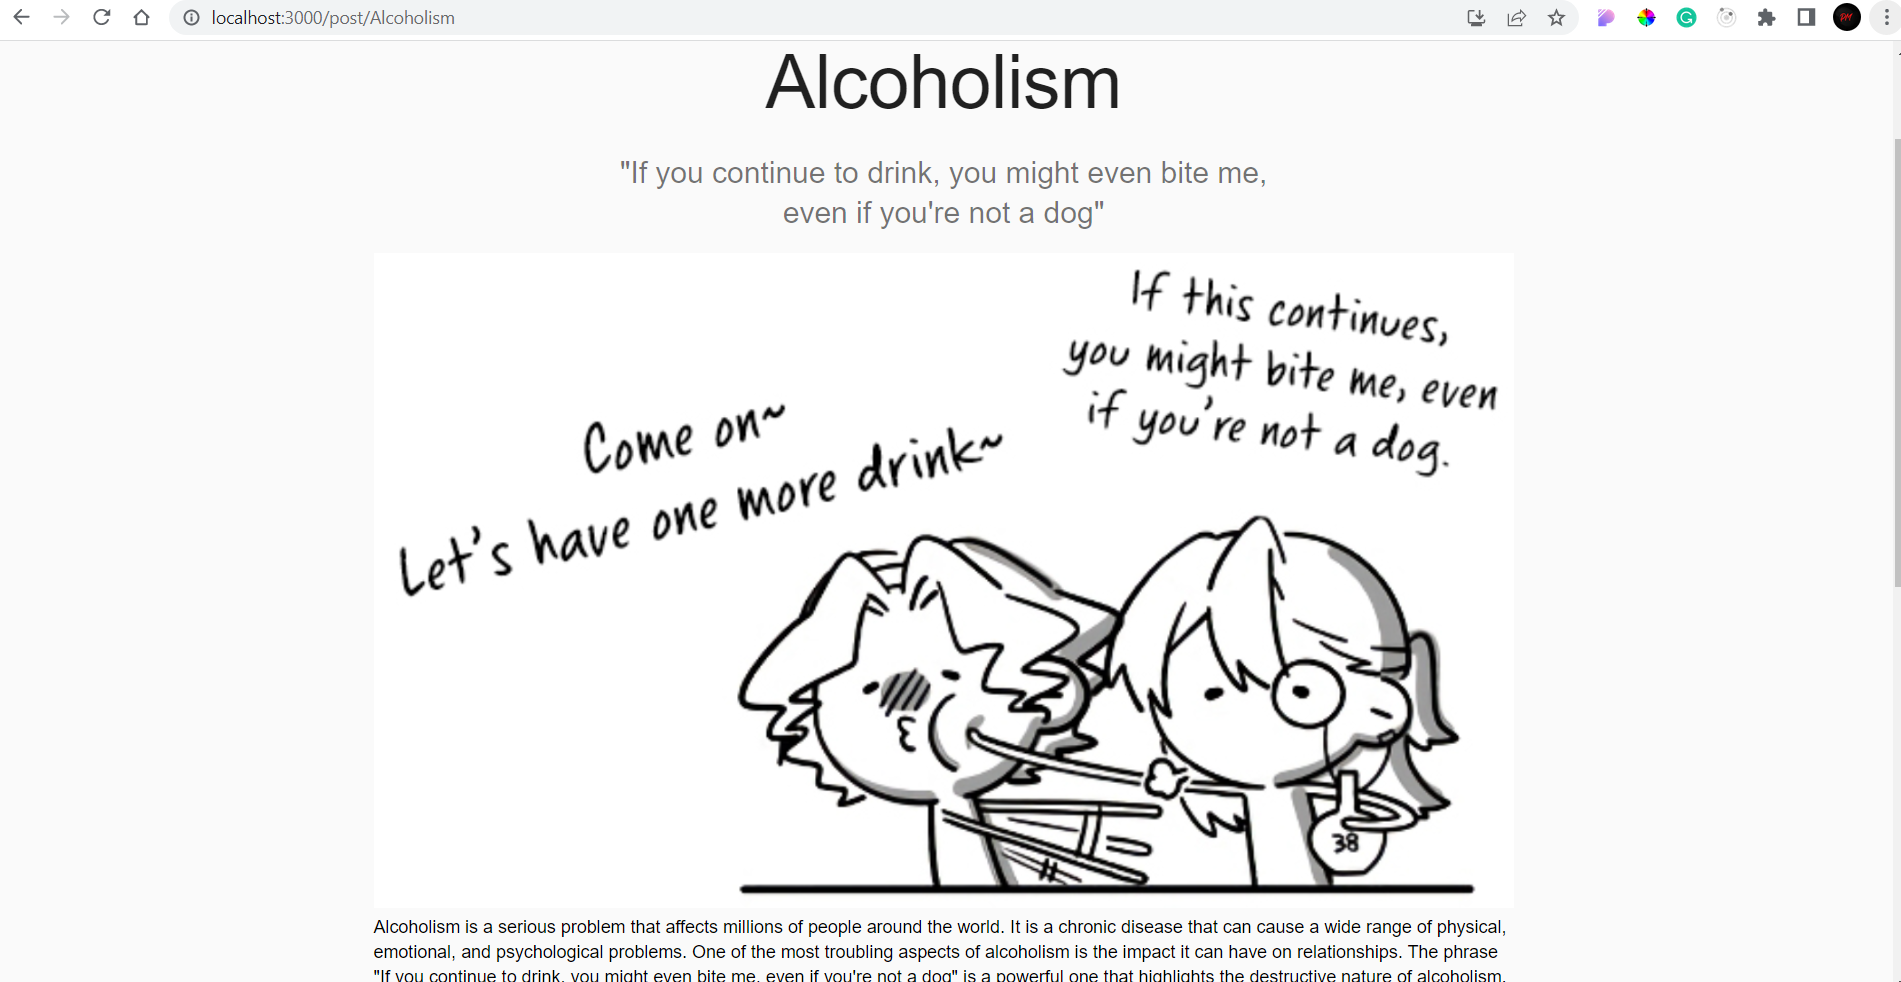 localhost:3000/post/Alcoholism
Alcoholism
"If you continue to drink, you might even bite me,
even if you're not a dog"
If this continues,
you might bite me, even
if you're not a dog.
Come on~
Let's have one more drink~
38
Alcoholism is a serious problem that affects millions of people around the world. It is a chronic disease that can cause a wide range of physical,
emotional, and psychological problems. One of the most troubling aspects of alcoholism is the impact it can have on relationships. The phrase
"If you continue to drink, you might even bite me, even if you're not a dog" is a powerful one that highlights the destructive nature of alcoholism.